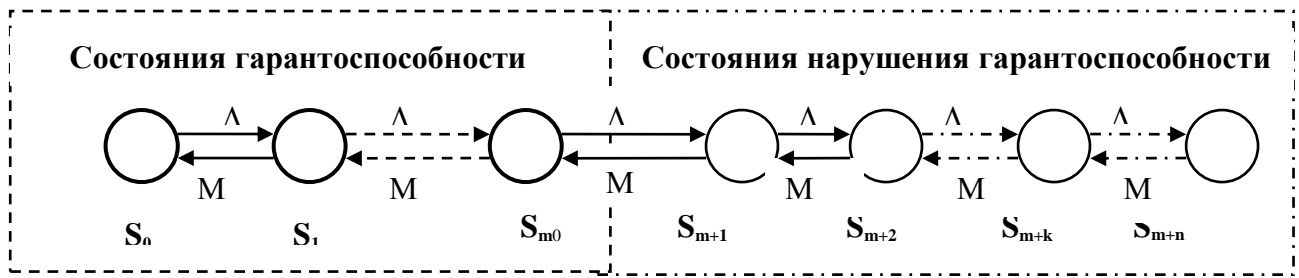 Состояния гарантоспособности Состояния нарушения гарантоспособности
Λ Λ Λ Λ Λ Λ
M M M M M M
S₀ S₁ Sₘ₀ Sₘ₊₁ Sₘ₊₂ Sₘ₊ₖ Sₘ₊ₙ